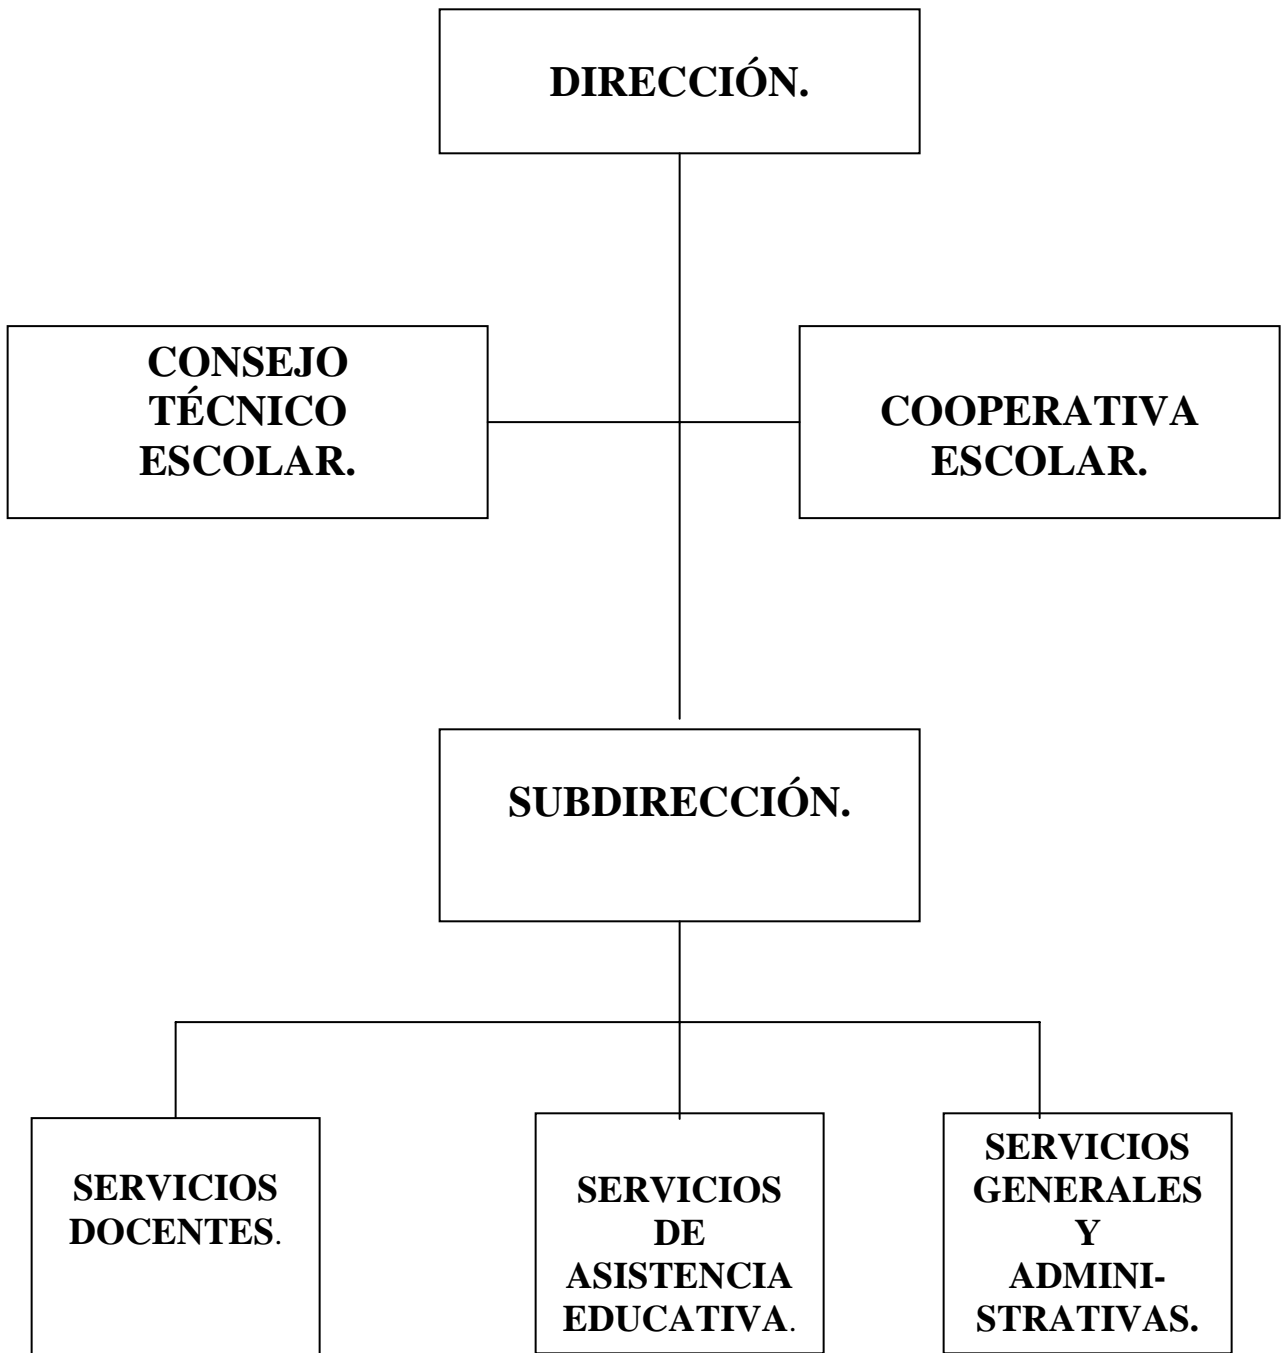 DIRECCIÓN.
CONSEJO
TÉCNICO
ESCOLAR.
COOPERATIVA
ESCOLAR.
SUBDIRECCIÓN.
SERVICIOS
DOCENTES.
SERVICIOS
DE
ASISTENCIA
EDUCATIVA.
SERVICIOS
GENERALES
Y
ADMINI-
STRATIVAS.